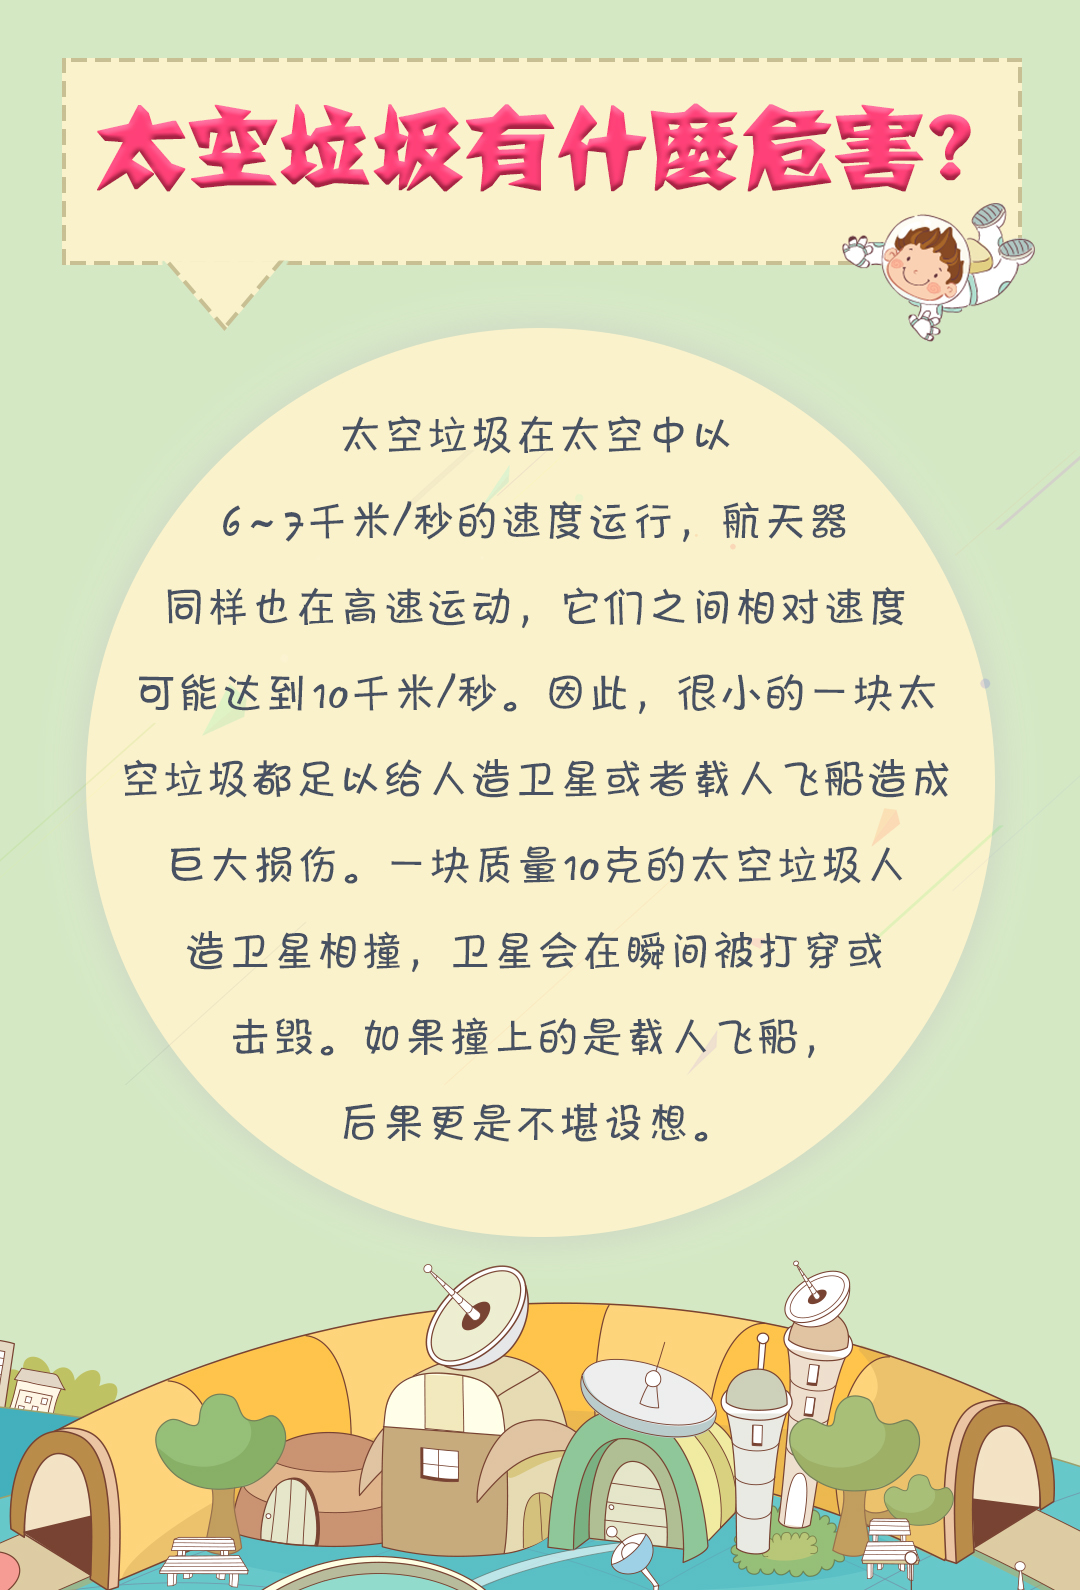 太空垃圾有什麽危害?
太空垃圾在太空中以
6~7千米/秒的速度运行，航天器
同样也在高速运动，它们之间相对速度
可能达到10千米/秒。因此，很小的一块太
空垃圾都足以给人造卫星或者载人飞船造成
巨大损伤。一块质量10克的太空垃圾人
造卫星相撞，卫星会在瞬间被打穿或
击毁。如果撞上的是载人飞船，
后果更是不堪设想。